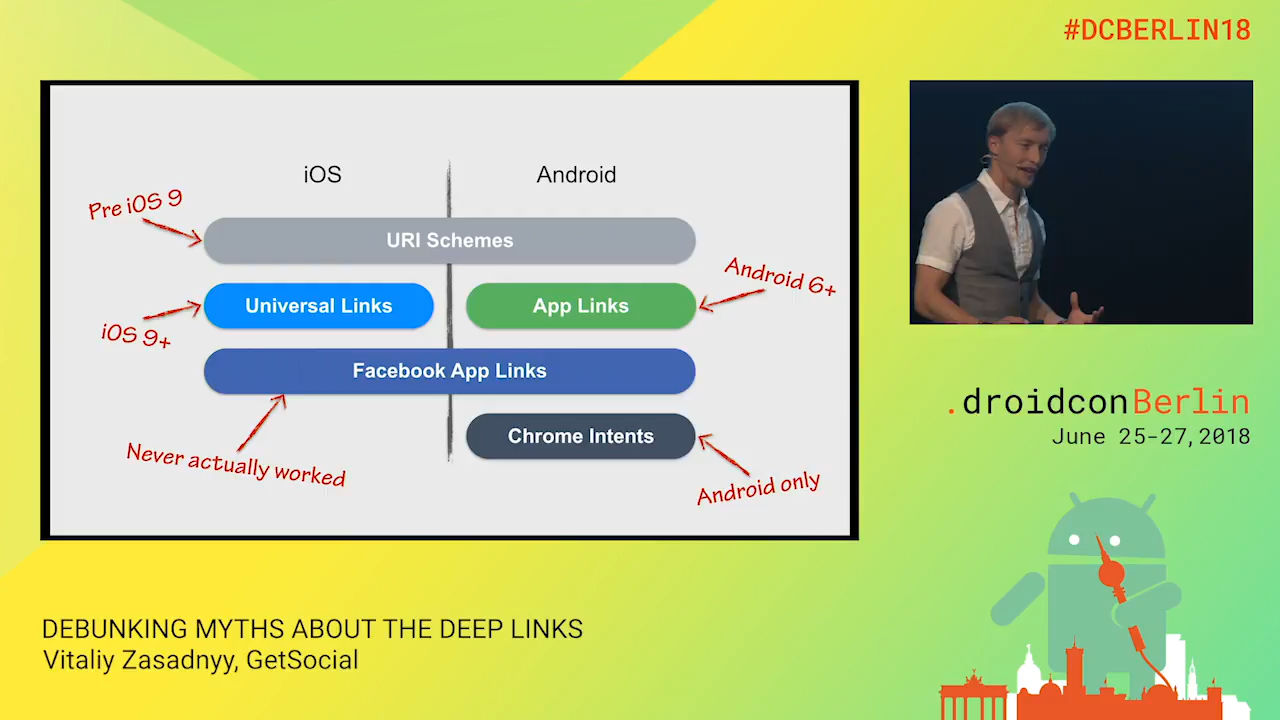 #DCBERLIN18
iOS
Android
Pre iOS 9
URI Schemes
Android 6+
Universal Links
App Links
iOS 9+
Facebook App Links
Never actually worked
Chrome Intents
Android only
.droidconBerlin
June 25-27,2018
DEBUNKING MYTHS ABOUT THE DEEP LINKS
Vitaliy Zasadnyy, GetSocial